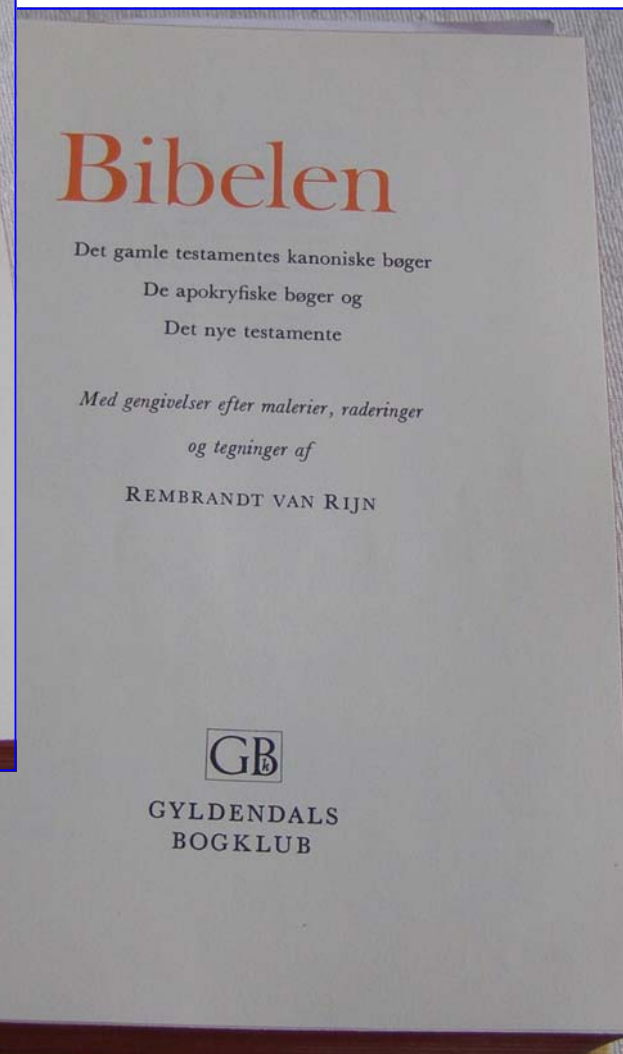 Bibelen
Det gamle testamentes kanoniske bøger
De apokryfiske bøger og
Det nye testamente
Med gengivelser efter malerier, raderinger
og tegninger af
REMBRANDT VAN RIJN
GBk
GYLDENDALS
BOGKLUB